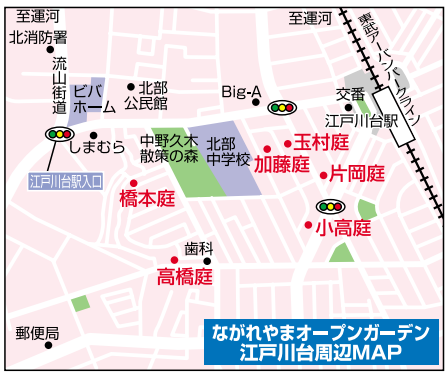 至運河
北消防署
流山街道
ビバ
ホーム
北部
公民館
Big-A
至運河
東武アーバンパークライン
交番
江戸川台駅
しまむら
中野久木
散策の森
北部
中学校
玉村庭
加藤庭
片岡庭
江戸川台駅入口
橋本庭
小高庭
歯科
高橋庭
郵便局
ながれやまオープンガーデン
江戸川台周辺MAP